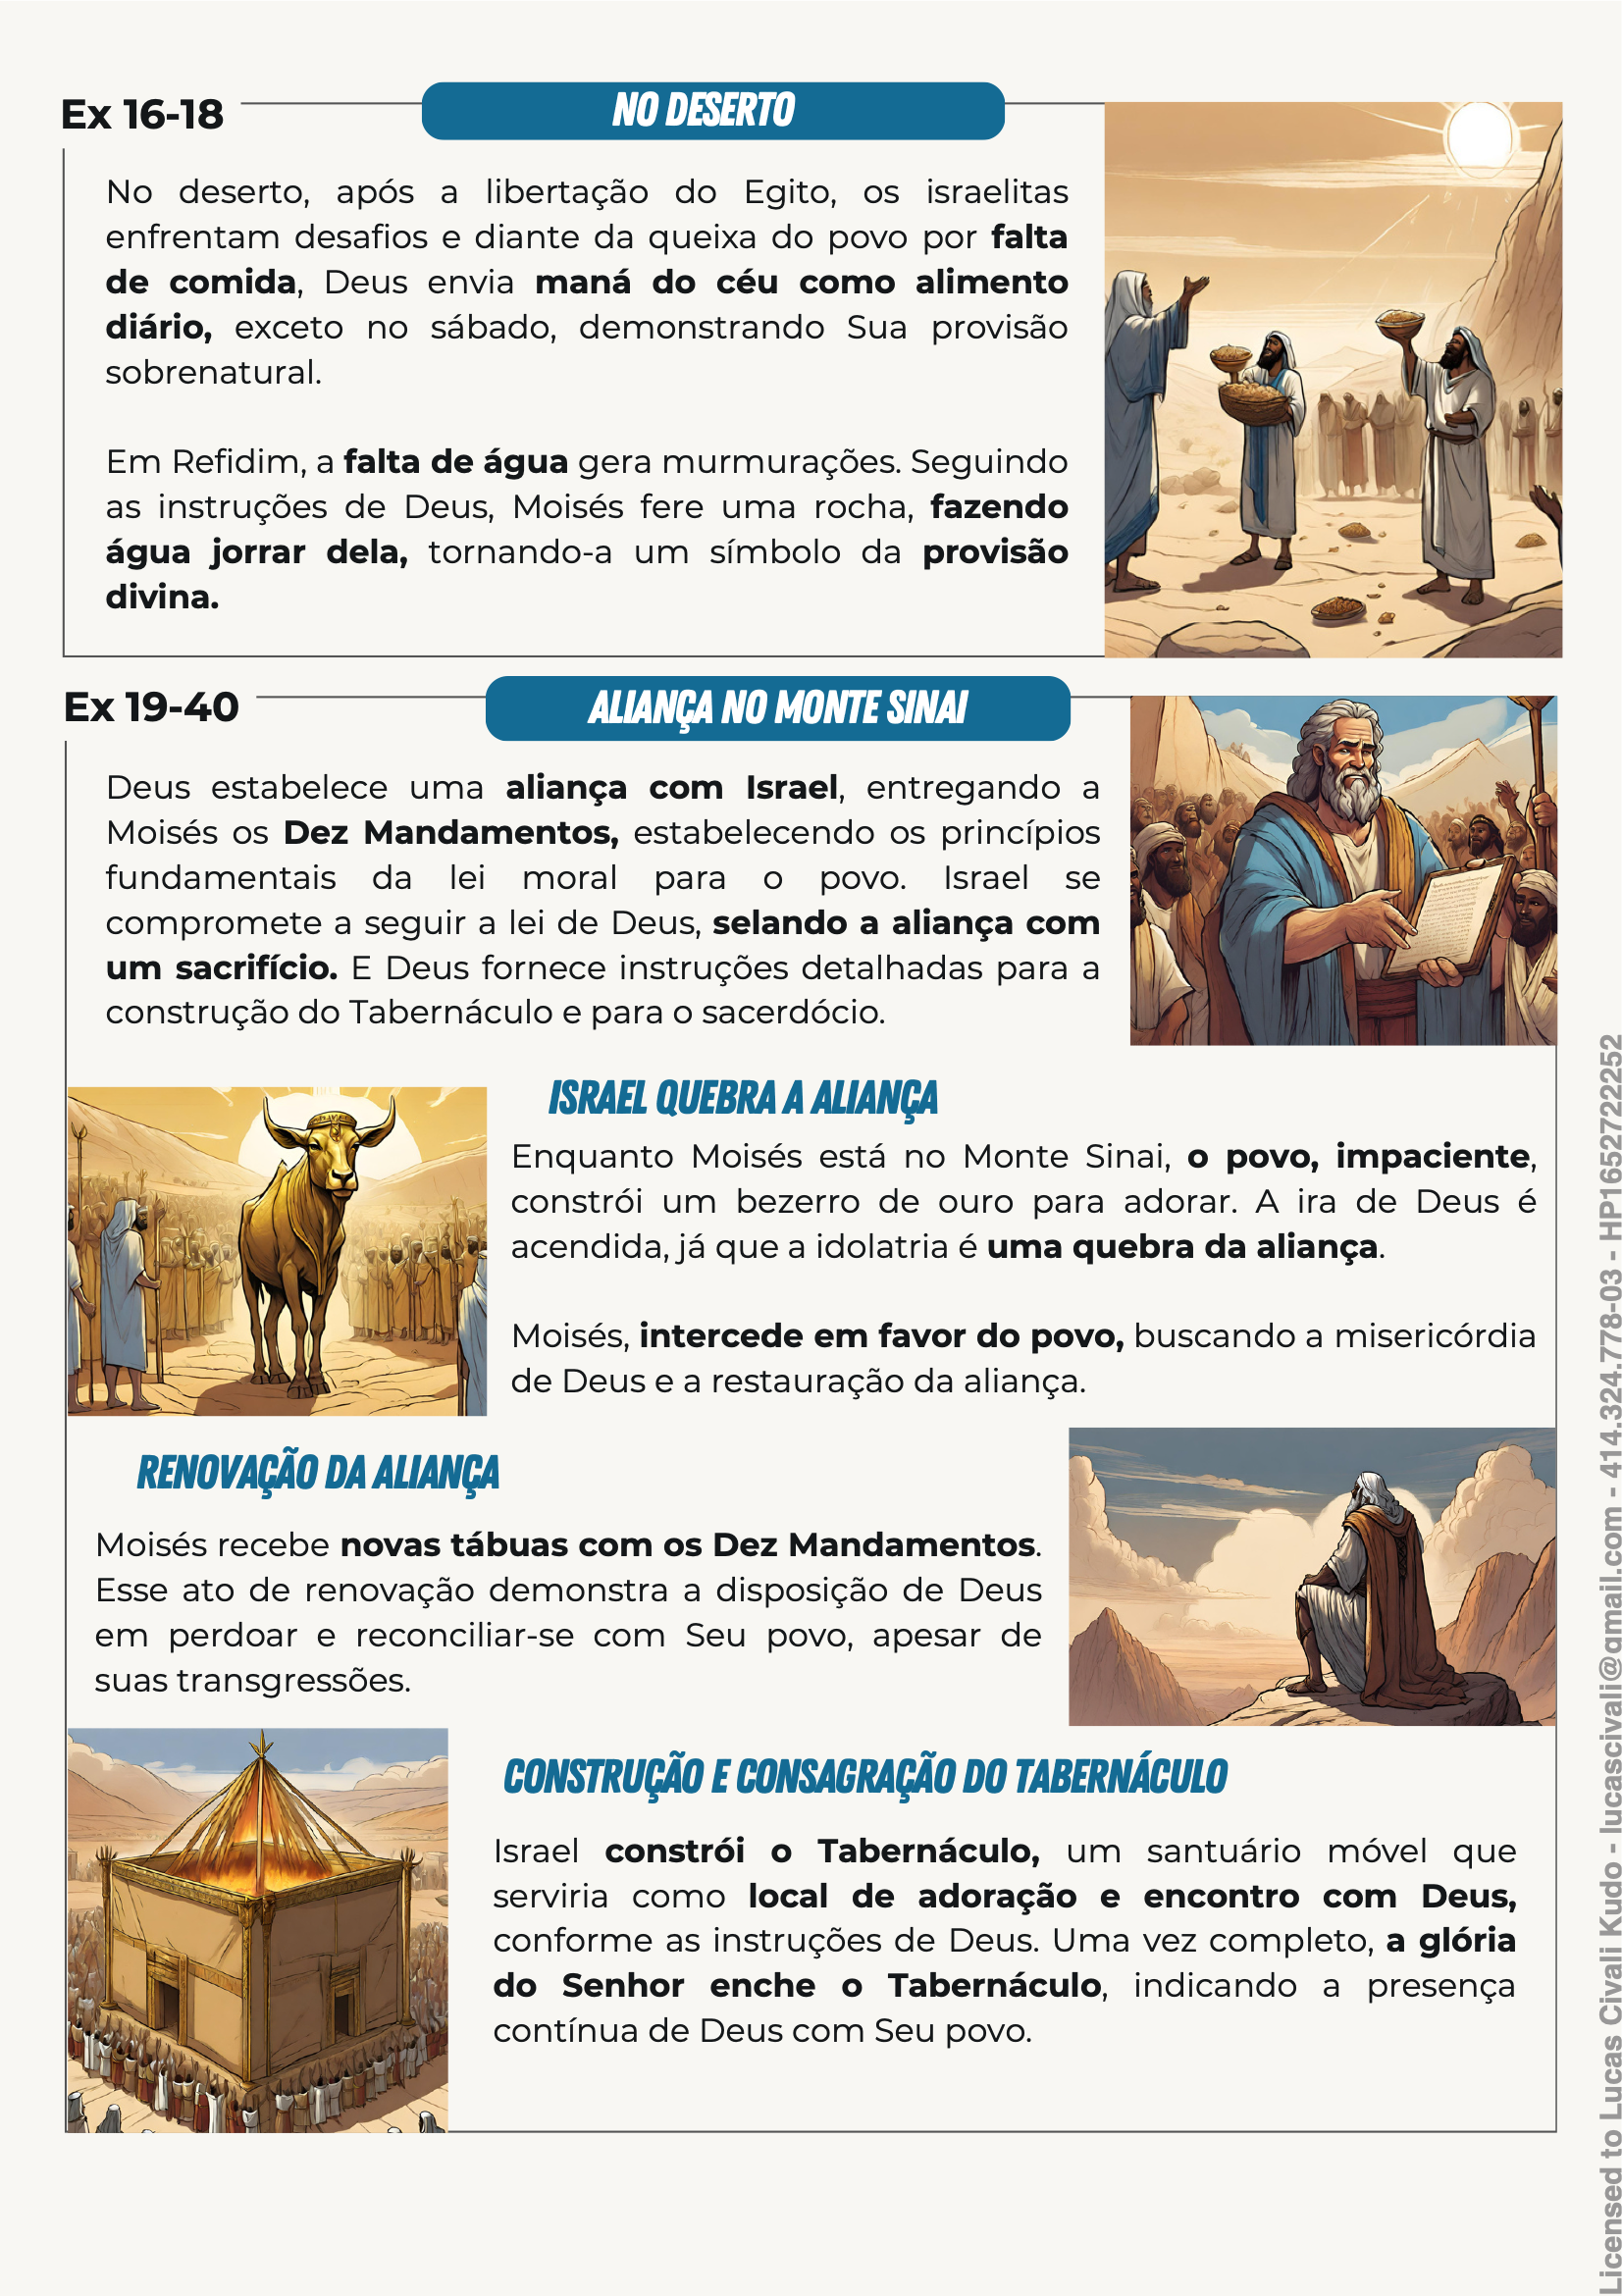 Ex 16-18
NO DESERTO
No deserto, após a libertação do Egito, os israelitas
enfrentam desafios e diante da queixa do povo por falta
de comida, Deus envia maná do céu como alimento
diário, exceto no sábado, demonstrando Sua provisão
sobrenatural.
Em Refidim, a falta de água gera murmurações. Seguindo
as instruções de Deus, Moisés fere uma rocha, fazendo
água jorrar dela, tornando-a um símbolo da provisão
divina.
Ex 19-40
ALIANÇA NO MONTE SINAI
Deus estabelece uma aliança com Israel, entregando a
Moisés os Dez Mandamentos, estabelecendo os princípios
fundamentais da lei moral para o povo. Israel se
compromete a seguir a lei de Deus, selando a aliança com
um sacrifício. E Deus fornece instruções detalhadas para a
construção do Tabernáculo e para o sacerdócio.
ISRAEL QUEBRA A ALIANÇA
Enquanto Moisés está no Monte Sinai, o povo, impaciente,
constrói um bezerro de ouro para adorar. A ira de Deus é
acendida, já que a idolatria é uma quebra da aliança.
Moisés, intercede em favor do povo, buscando a misericórdia
de Deus e a restauração da aliança.
RENOVAÇÃO DA ALIANÇA
Moisés recebe novas tábuas com os Dez Mandamentos.
Esse ato de renovação demonstra a disposição de Deus
em perdoar e reconciliar-se com Seu povo, apesar de
suas transgressões.
CONSTRUÇÃO E CONSAGRAÇÃO DO TABERNÁCULO
Israel constrói o Tabernáculo, um santuário móvel que
serviria como local de adoração e encontro com Deus,
conforme as instruções de Deus. Uma vez completo, a glória
do Senhor enche o Tabernáculo, indicando a presença
contínua de Deus com Seu povo.
Licensed to Lucas Civali Kudo - lucascivali@gmail.com - 414.324.778-03 - HP1652722252